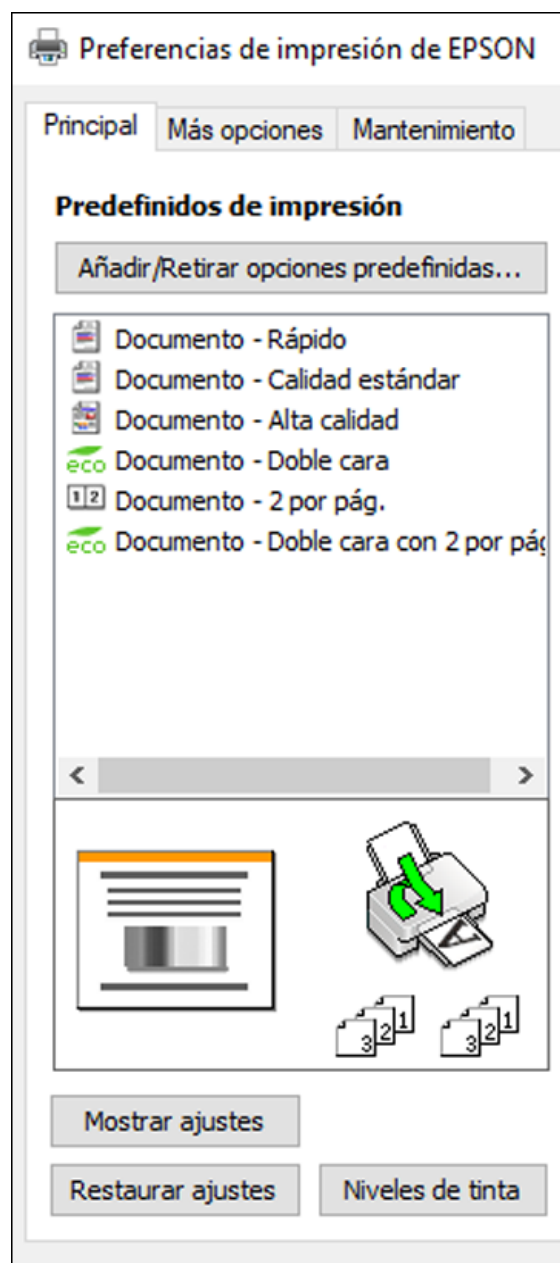 Preferencias de impresión de EPSON
Principal Más opciones Mantenimiento
Predefinidos de impresión
Añadir/Retirar opciones predefinidas...
Documento - Rápido
Documento - Calidad estándar
Documento - Alta calidad
eco Documento - Doble cara
1 2 Documento - 2 por pág.
eco Documento - Doble cara con 2 por pág
A
3 2 1 3 2 1
Mostrar ajustes
Restaurar ajustes Niveles de tinta